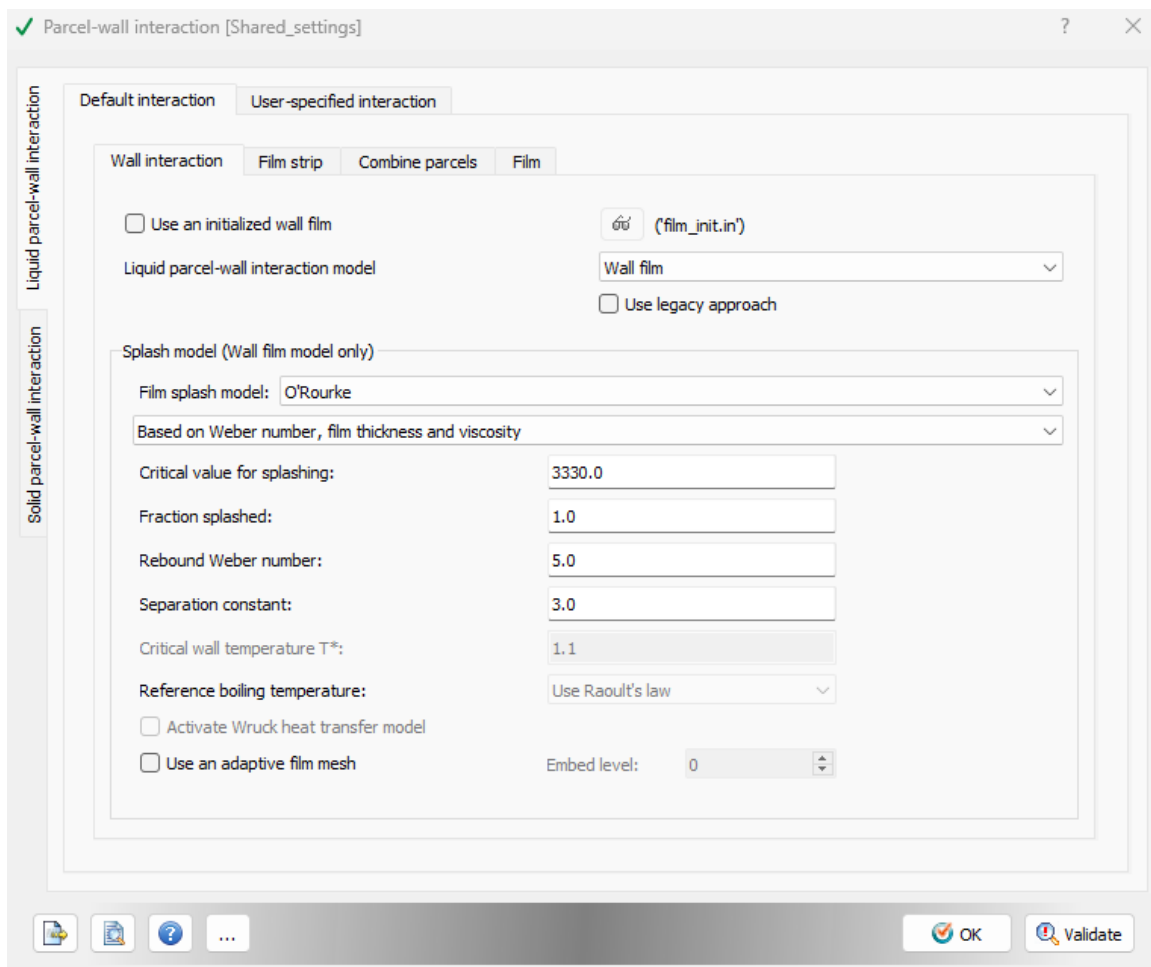 Parcel-wall interaction [Shared_settings]
?
Liquid parcel-wall interaction
Solid parcel-wall interaction
Default interaction
User-specified interaction
Wall interaction
Film strip
Combine parcels
Film
Use an initialized wall film
('film_init.in')
Liquid parcel-wall interaction model
Wall film
Use legacy approach
Splash model (Wall film model only)
Film splash model: O'Rourke
Based on Weber number, film thickness and viscosity
Critical value for splashing: 3330.0
Fraction splashed: 1.0
Rebound Weber number: 5.0
Separation constant: 3.0
Critical wall temperature T*: 1.1
Reference boiling temperature: Use Raoult's law
Activate Wruck heat transfer model
Use an adaptive film mesh
Embed level: 0
?
...
OK
Validate